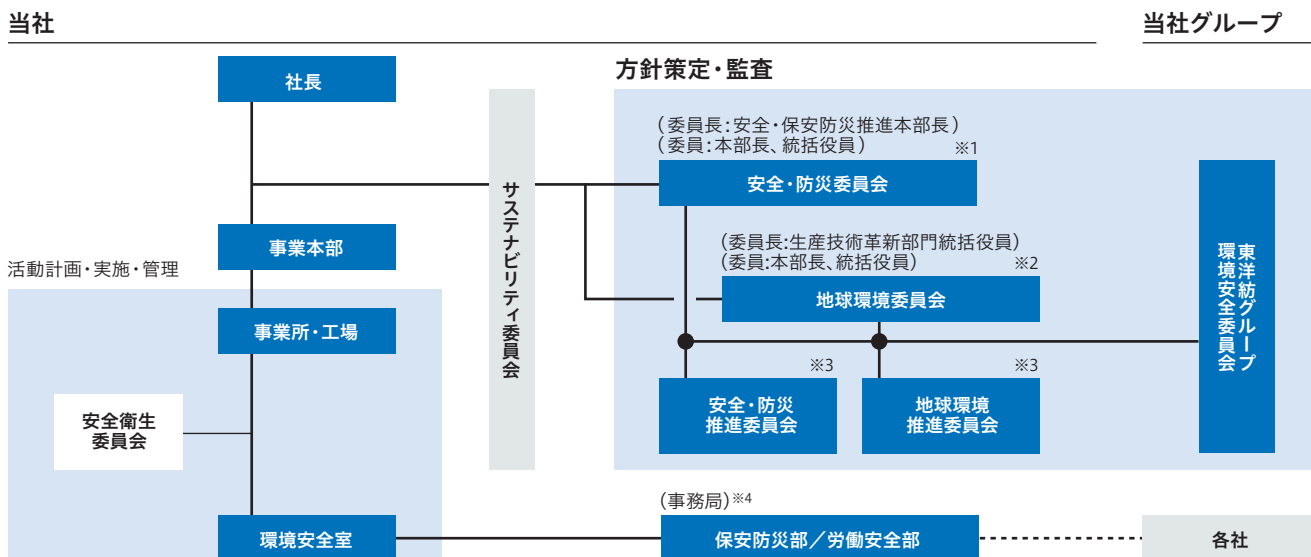 当社
当社グループ
社長
方針策定・監査
(委員長:安全・保安防災推進本部長)
(委員:本部長、統括役員)
※1
安全・防災委員会
サステナビリティ委員会
事業本部
(委員長:生産技術革新部門統括役員)
(委員:本部長、統括役員)
※2
地球環境委員会
東洋紡グループ
環境安全委員会
活動計画・実施・管理
事業所・工場
※3
安全・防災
推進委員会
※3
地球環境
推進委員会
安全衛生
委員会
(事務局)※4
環境安全室
保安防災部/労働安全部
各社